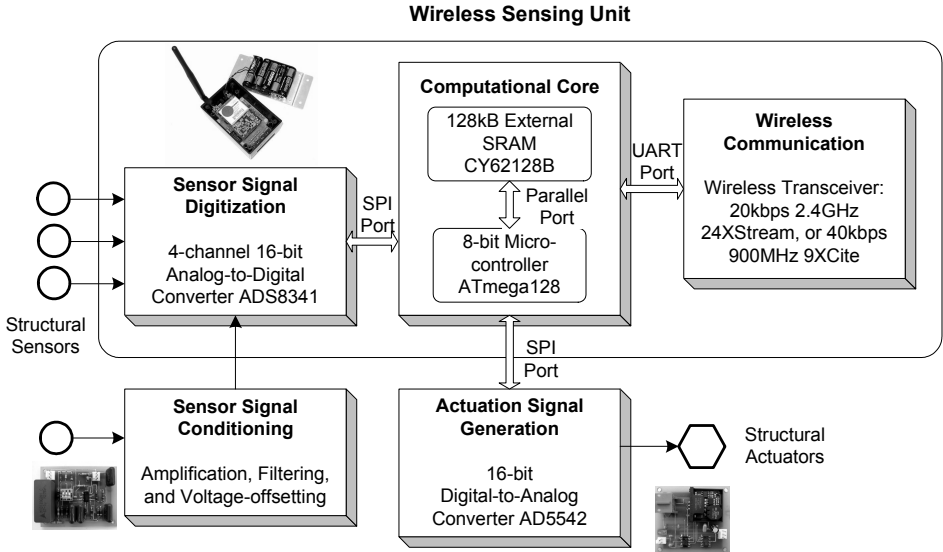 Wireless Sensing Unit
Computational Core
128kB External
SRAM
CY62128B
Parallel
Port
8-bit Micro-
controller
ATmega128
UART
Port
Wireless
Communication
Wireless Transceiver:
20kbps 2.4GHz
24XStream, or 40kbps
900MHz 9XCite
Sensor Signal
Digitization
4-channel 16-bit
Analog-to-Digital
Converter ADS8341
SPI
Port
Structural
Sensors
SPI
Port
Sensor Signal
Conditioning
Amplification, Filtering,
and Voltage-offsetting
Actuation Signal
Generation
16-bit
Digital-to-Analog
Converter AD5542
Structural
Actuators